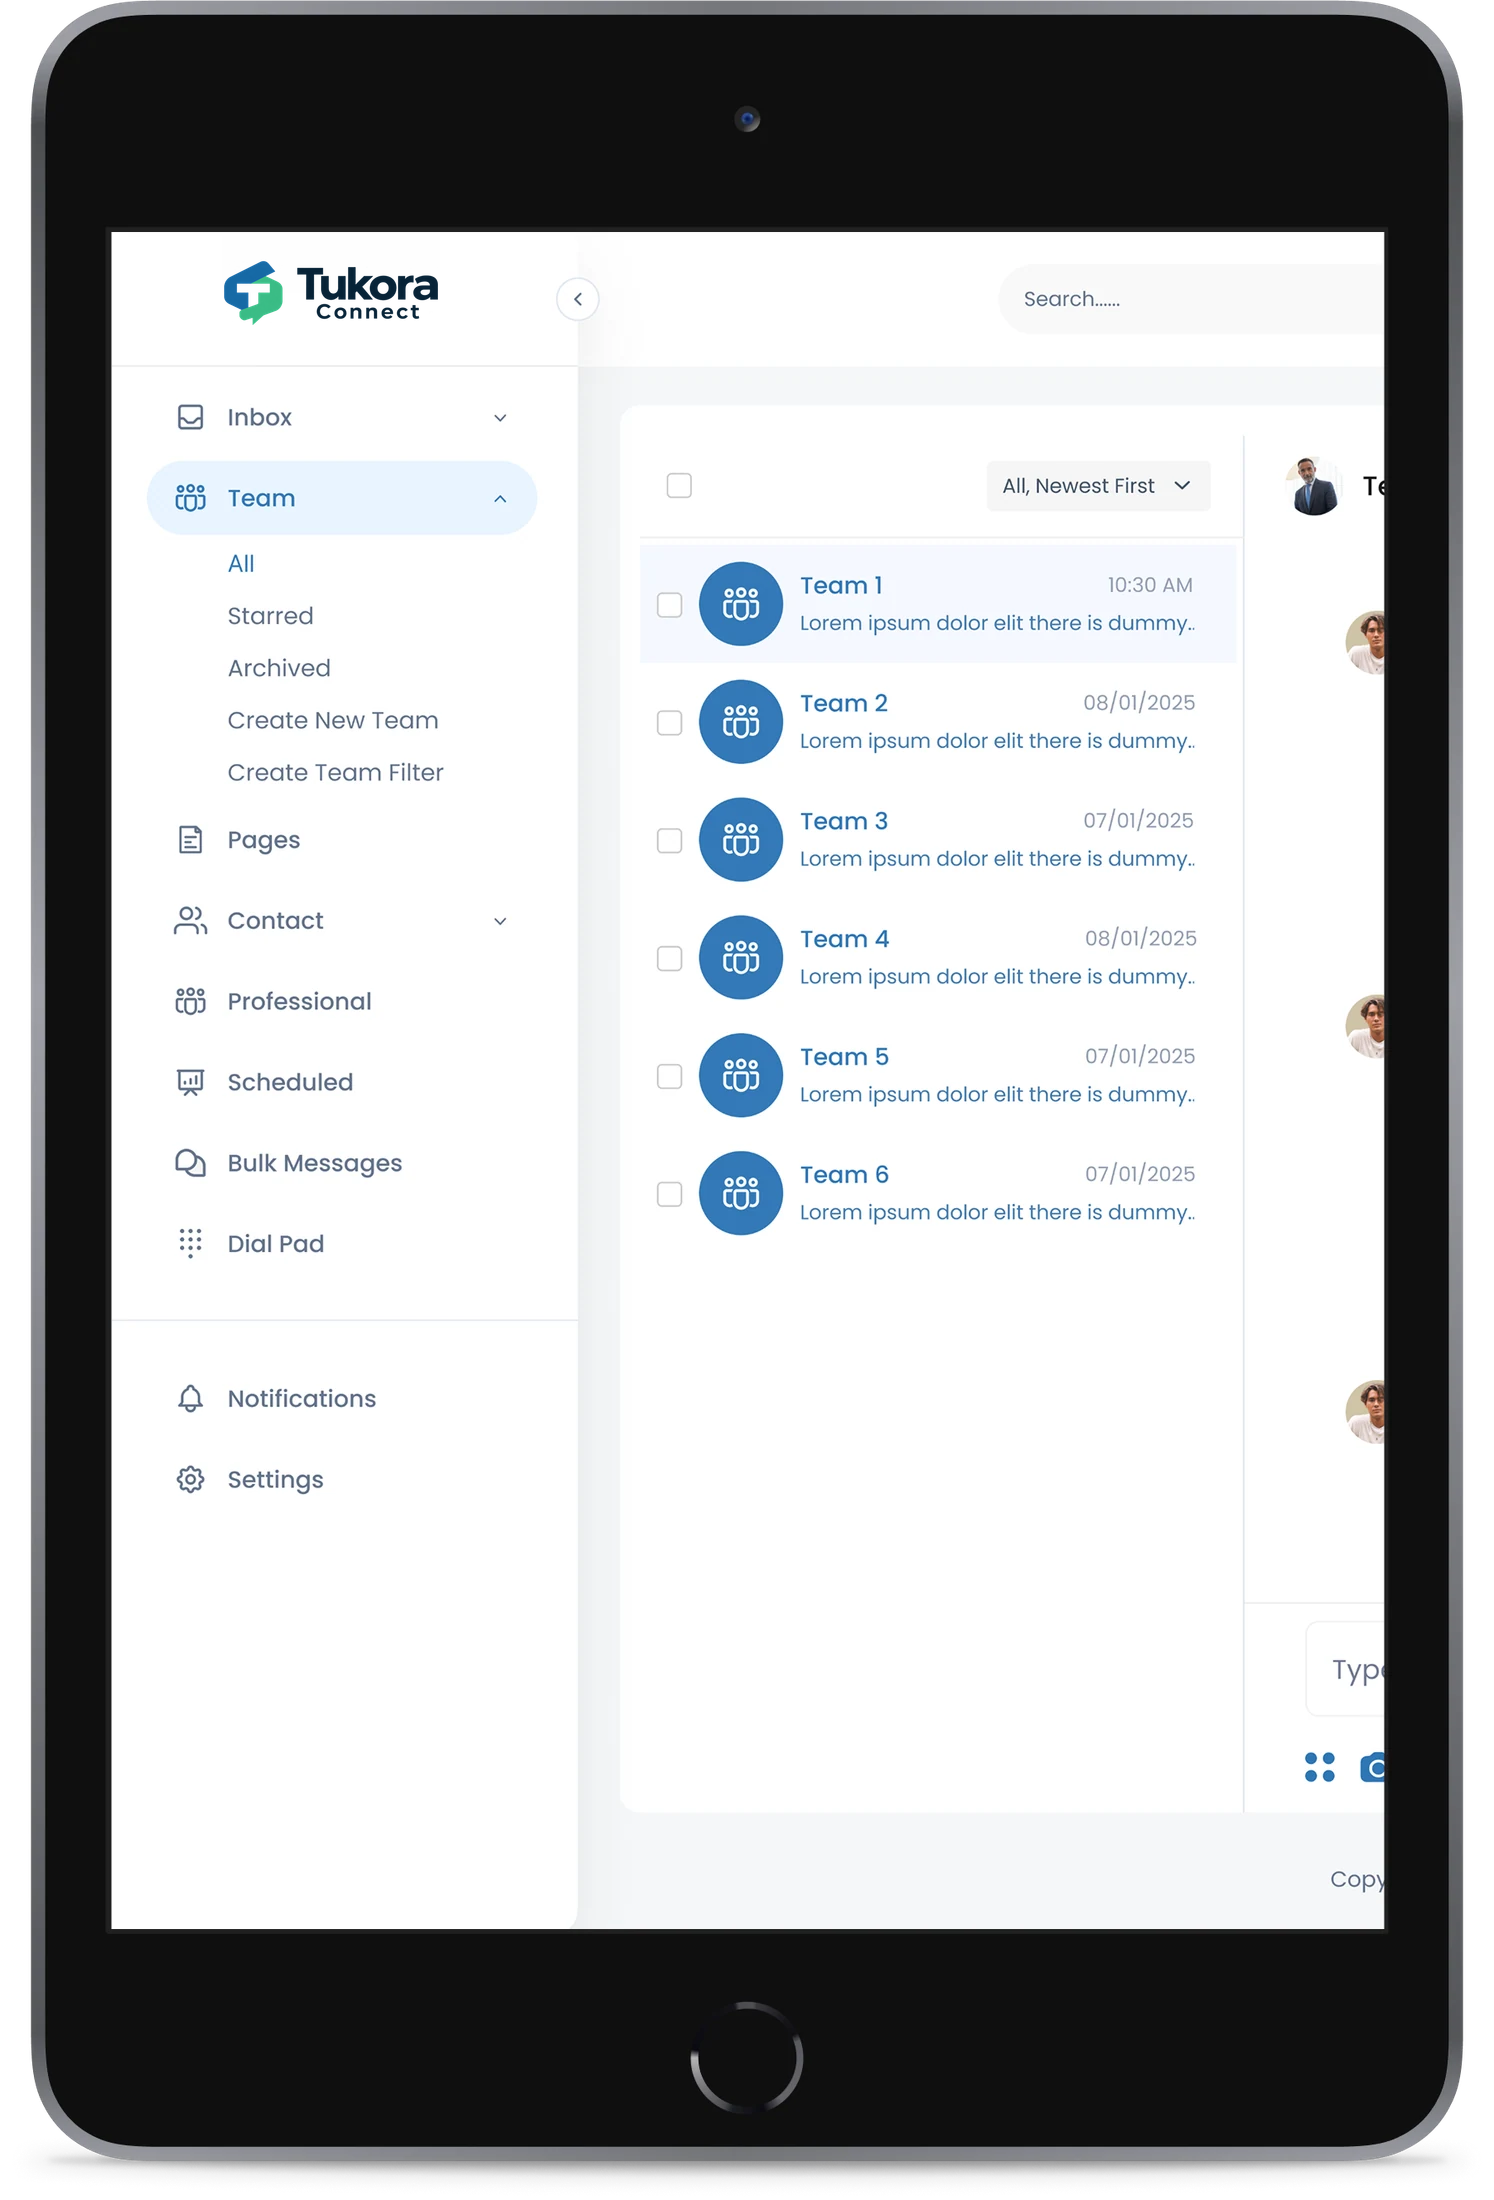 Tukora
Connect
Search......
Inbox
Team
All
Starred
Archived
Create New Team
Create Team Filter
Pages
Contact
Professional
Scheduled
Bulk Messages
Dial Pad
Notifications
Settings
All, Newest First
Team 1
10:30 AM
Lorem ipsum dolor elit there is dummy..
Team 2
08/01/2025
Lorem ipsum dolor elit there is dummy..
Team 3
07/01/2025
Lorem ipsum dolor elit there is dummy..
Team 4
08/01/2025
Lorem ipsum dolor elit there is dummy..
Team 5
07/01/2025
Lorem ipsum dolor elit there is dummy..
Team 6
07/01/2025
Lorem ipsum dolor elit there is dummy..
Type
Copy